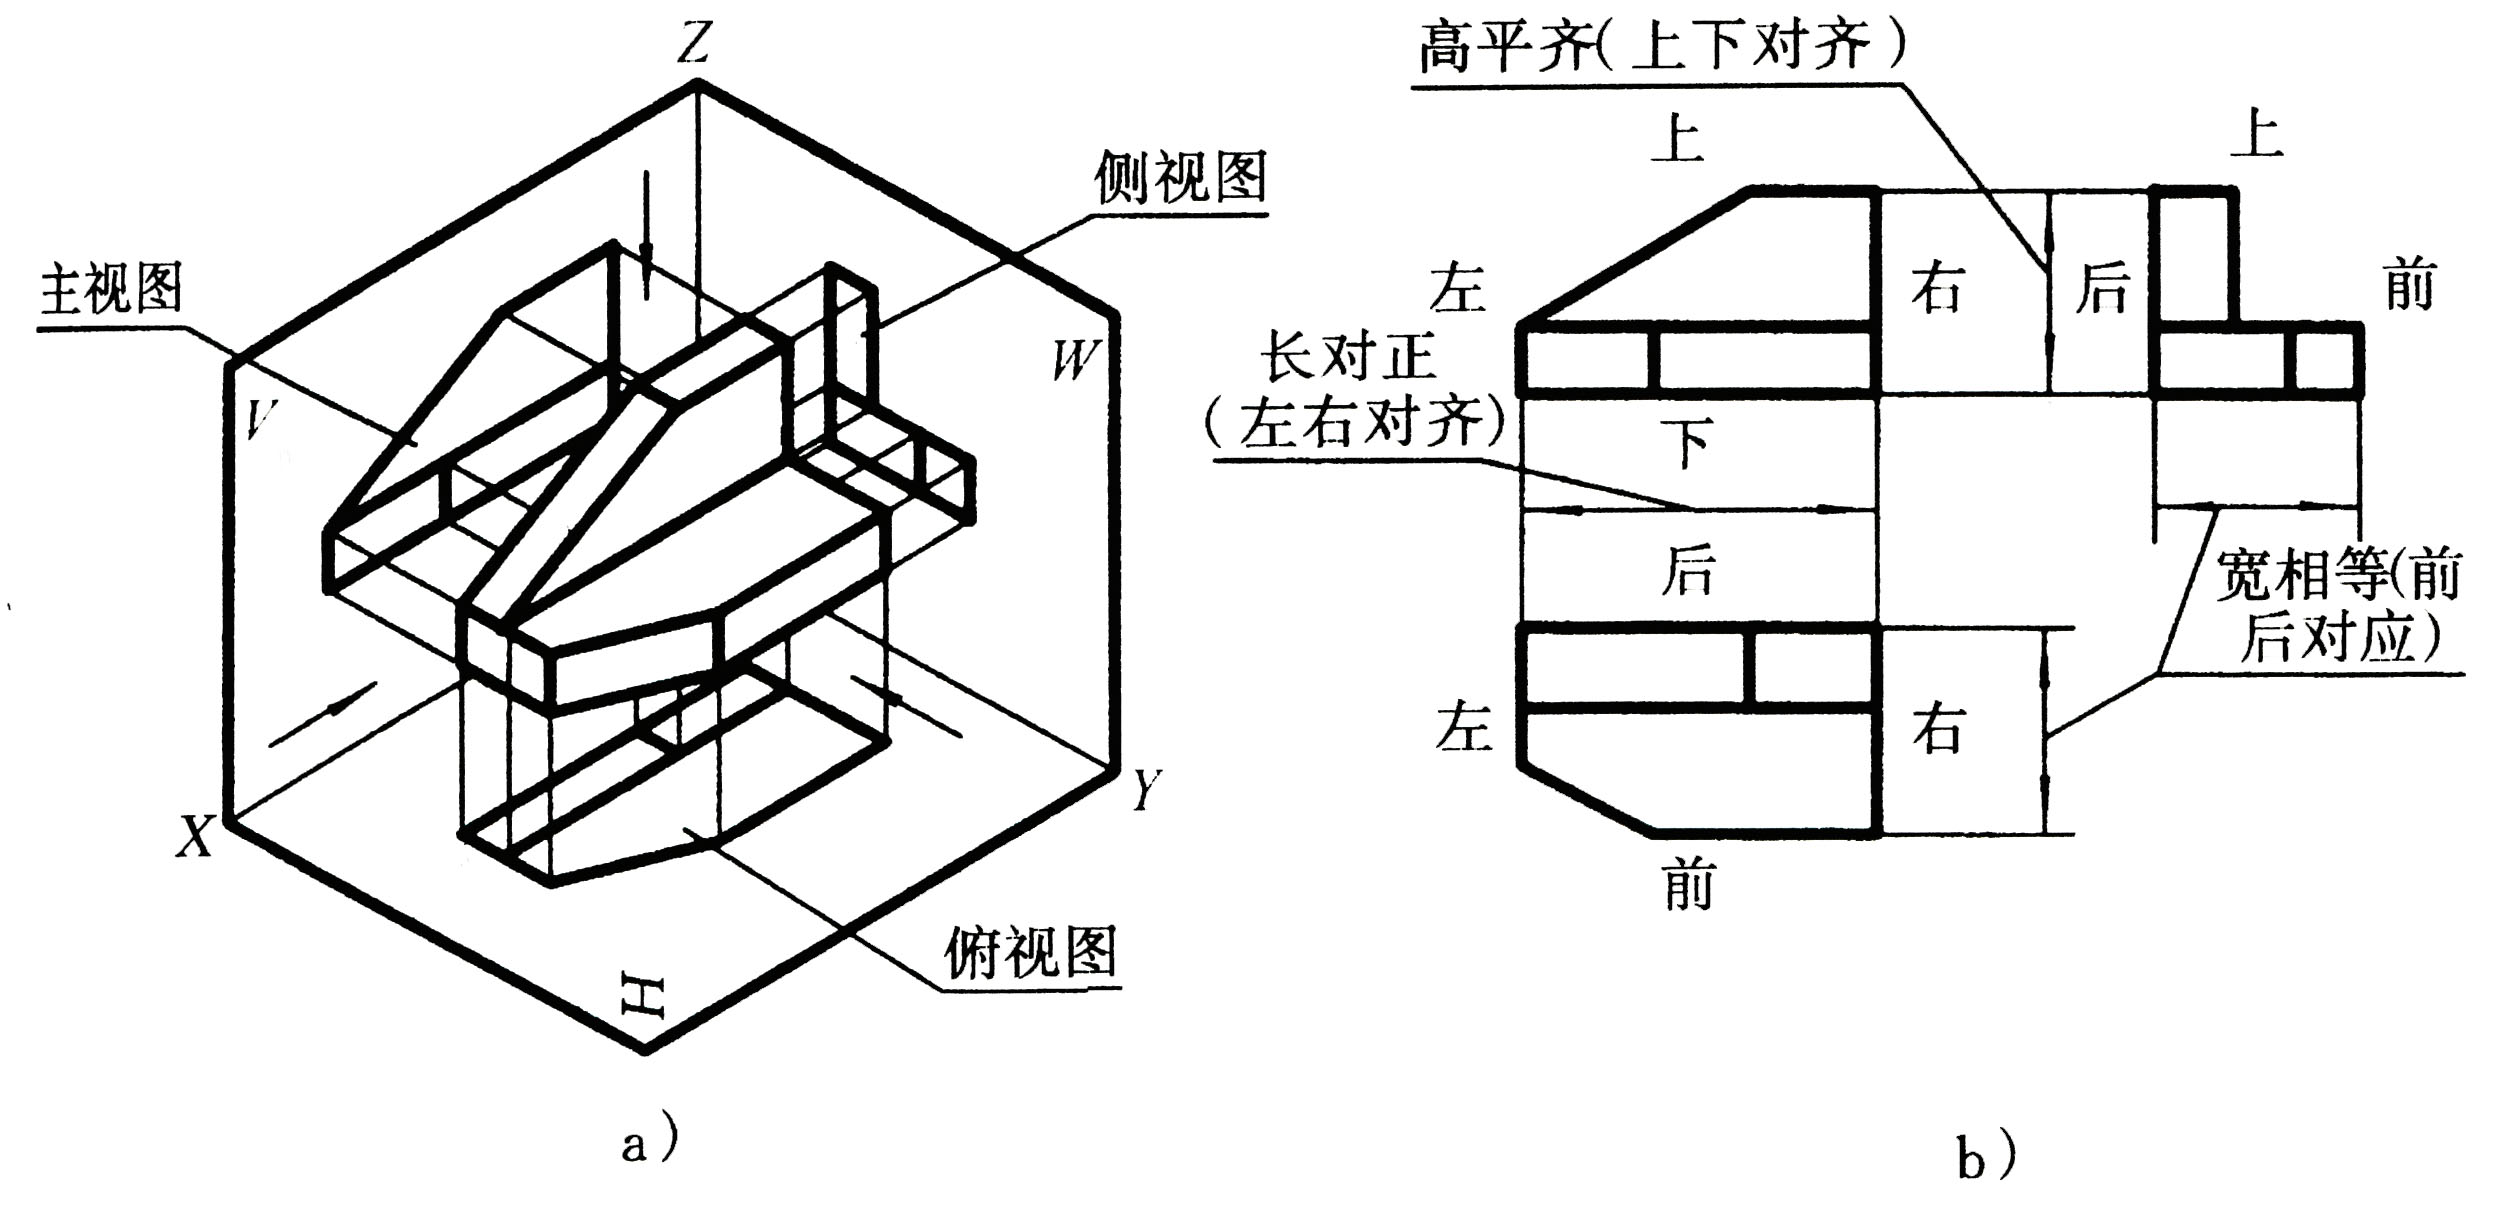 Z
侧视图
主视图
W
V
X
Y
俯视图
H
a)
高平齐(上下对齐)
上
上
左
右
后
前
长对正
(左右对齐)
下
后
宽相等(前
后对应)
左
右
前
b)